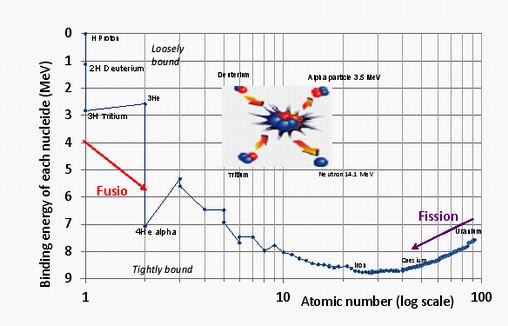 Binding energy of each nucleide (MeV)
0
1
2
3
4
5
6
7
8
9
H Proton
Loosely
bound
2H Deuterium
3He
3H Tritium
Deuterium
Alpha particle 3.5 MeV
Tritium
Neutron 14.1 MeV
Fusio
4He alpha
Fission
Uranium
Tightly bound
Iron
Caesium
1
10
100
Atomic number (log scale)